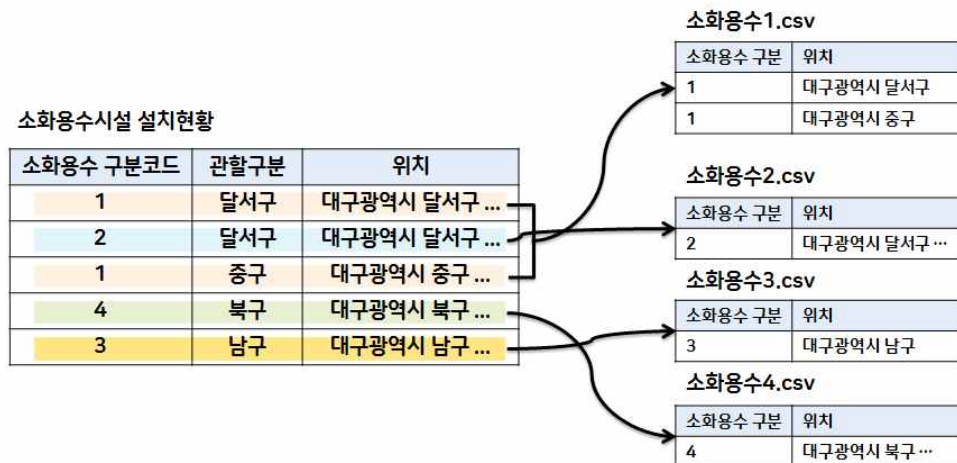 소화용수시설 설치현황
소화용수 구분코드 관할구분 위치
1 달서구 대구광역시 달서구 ...
2 달서구 대구광역시 달서구 ...
1 중구 대구광역시 중구 ...
4 북구 대구광역시 북구 ...
3 남구 대구광역시 남구 ...
소화용수1.csv
소화용수 구분 위치
1 대구광역시 달서구
1 대구광역시 중구
소화용수2.csv
소화용수 구분 위치
2 대구광역시 달서구 ...
소화용수3.csv
소화용수 구분 위치
3 대구광역시 남구
소화용수4.csv
소화용수 구분 위치
4 대구광역시 북구 ...